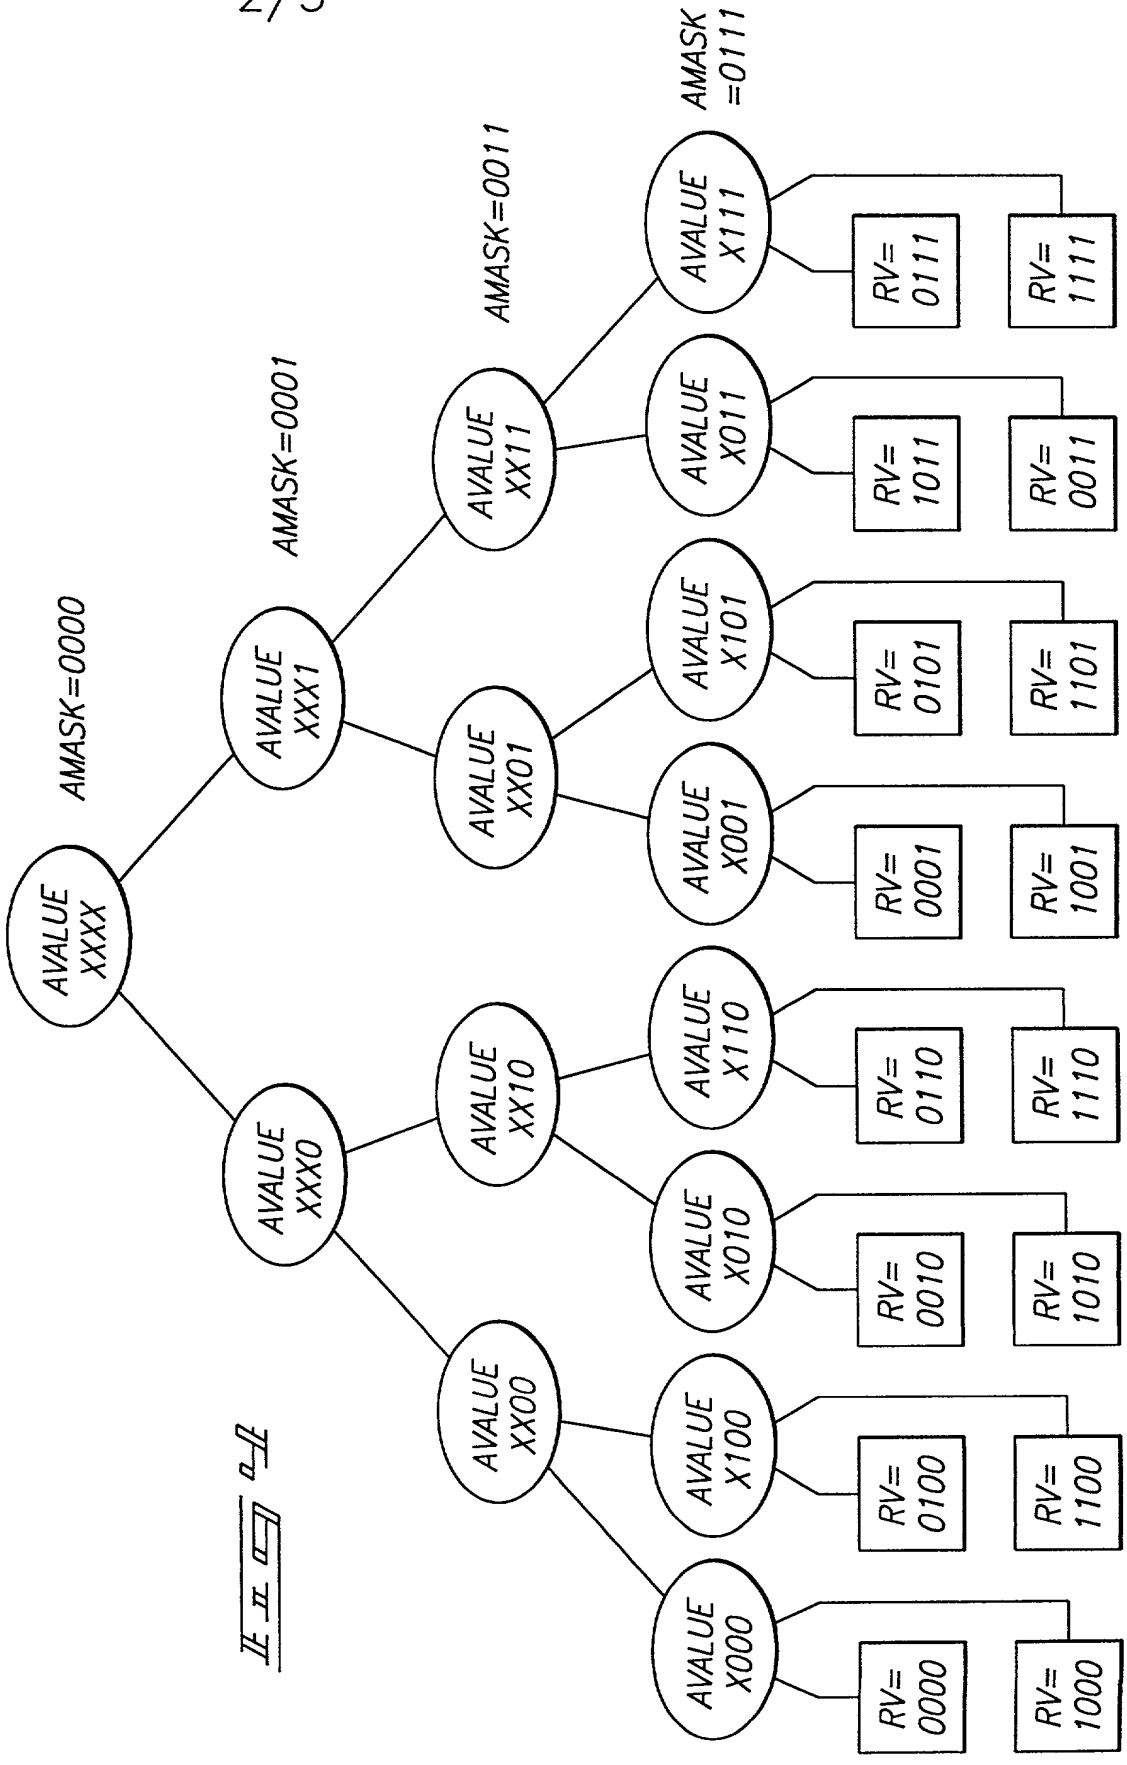 2/3
AVALUE
XXXX
AMASK=0000
AVALUE
XXX0
AVALUE
XXX1
AMASK=0001
AVALUE
XX00
AVALUE
XX10
AVALUE
XX01
AVALUE
XX11
AMASK=0011
AVALUE
X000
AVALUE
X100
AVALUE
X010
AVALUE
X110
AVALUE
X001
AVALUE
X101
AVALUE
X011
AVALUE
X111
AMASK
=0111
RV=
0000
RV=
0100
RV=
0010
RV=
0110
RV=
0001
RV=
0101
RV=
1011
RV=
0111
RV=
1000
RV=
1100
RV=
1010
RV=
1110
RV=
1001
RV=
1101
RV=
0011
RV=
1111
Fig 4